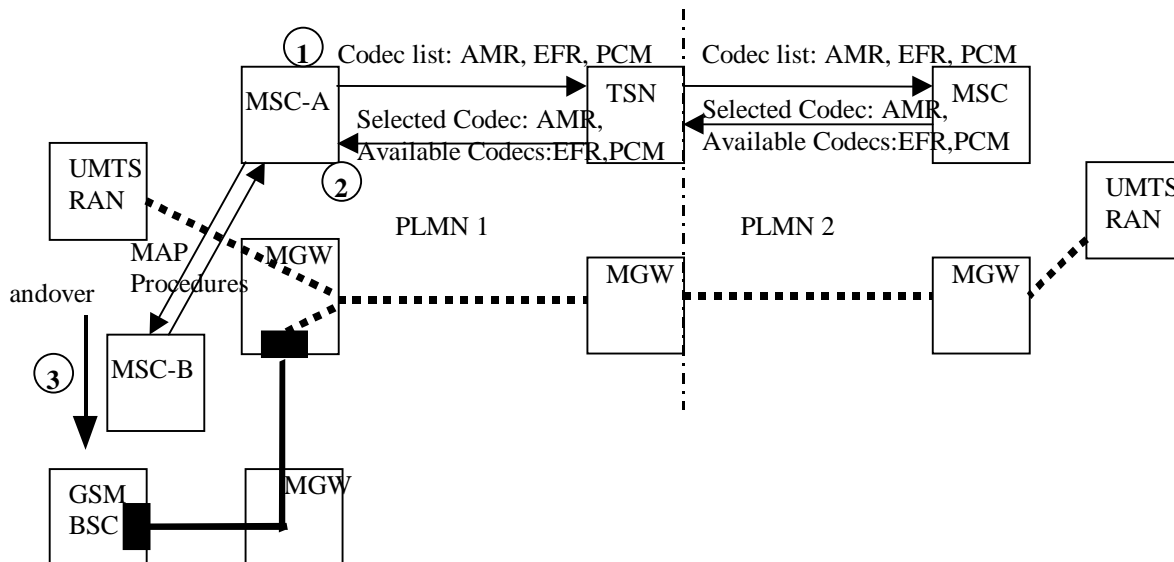 1
Codec list: AMR, EFR, PCM
Codec list: AMR, EFR, PCM
MSC-A
TSN
MSC
Selected Codec: AMR,
Available Codecs:EFR,PCM
Selected Codec: AMR,
Available Codecs:EFR,PCM
2
UMTS
RAN
UMTS
RAN
PLMN 1
PLMN 2
MAP
Procedures
MGW
MGW
MGW
andover
3
MSC-B
GSM
BSC
MGW